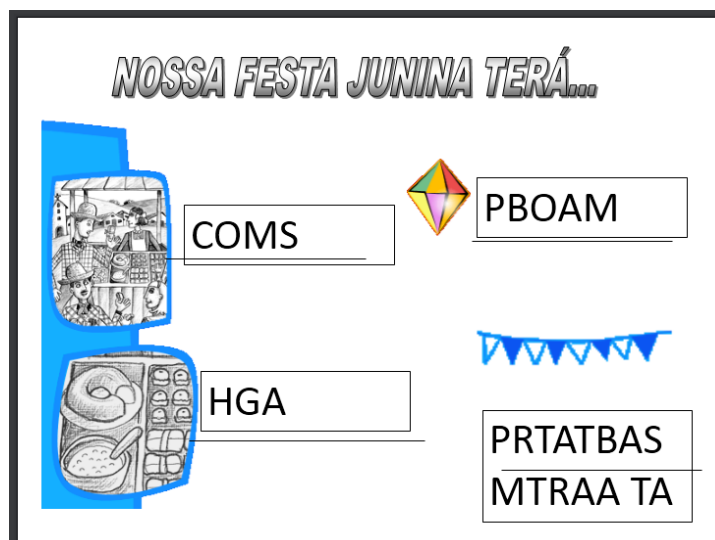 NOSSA FESTA JUNINA TERÁ...
COMS
PBOAM
HGA
PRTATBAS
MTRAA TA